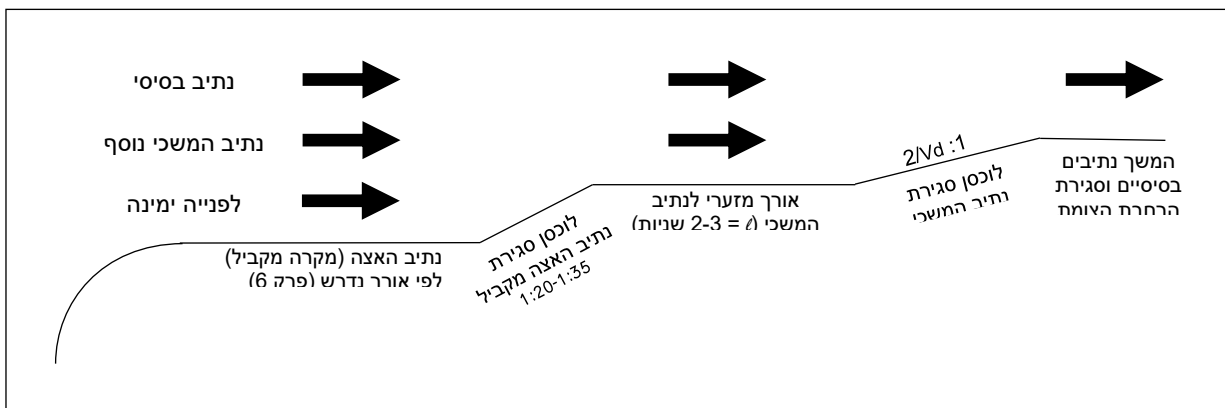 נתיב בסיסי
נתיב המשכי נוסף
לפנייה ימינה
המשך נתיבים
בסיסיים וסגירת
הרחבת הצומת
2/Vd :1
לוכסן סגירת
נתיב המשכי
אורך מזערי לנתיב
המשכי (ℓ = 2-3 שניות)
לוכסן סגירת
נתיב האצה מקביל
1:20-1:35
נתיב האצה (מקרה מקביל)
לפי אורך נדרש (פרק 6)